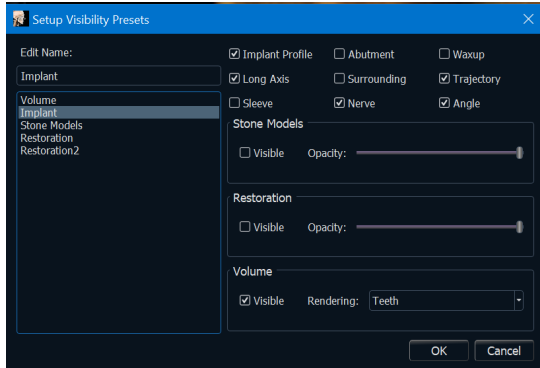 Setup Visibility Presets
Edit Name:
Implant
Volume
Implant
Stone Models
Restoration
Restoration2
Implant Profile Abutment Waxup
Long Axis Surrounding Trajectory
Sleeve Nerve Angle
Stone Models
Visible Opacity:
Restoration
Visible Opacity:
Volume
Visible Rendering: Teeth
OK Cancel